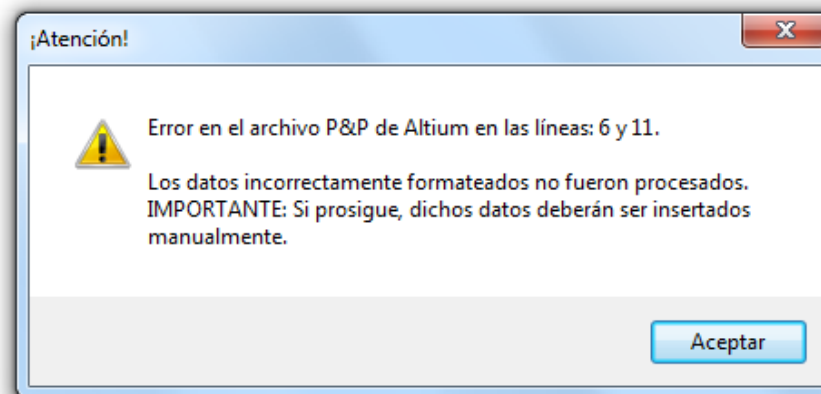 ¡Atención!
Error en el archivo P&P de Altium en las líneas: 6 y 11.
Los datos incorrectamente formateados no fueron procesados.
IMPORTANTE: Si prosigue, dichos datos deberán ser insertados
manualmente.
Aceptar